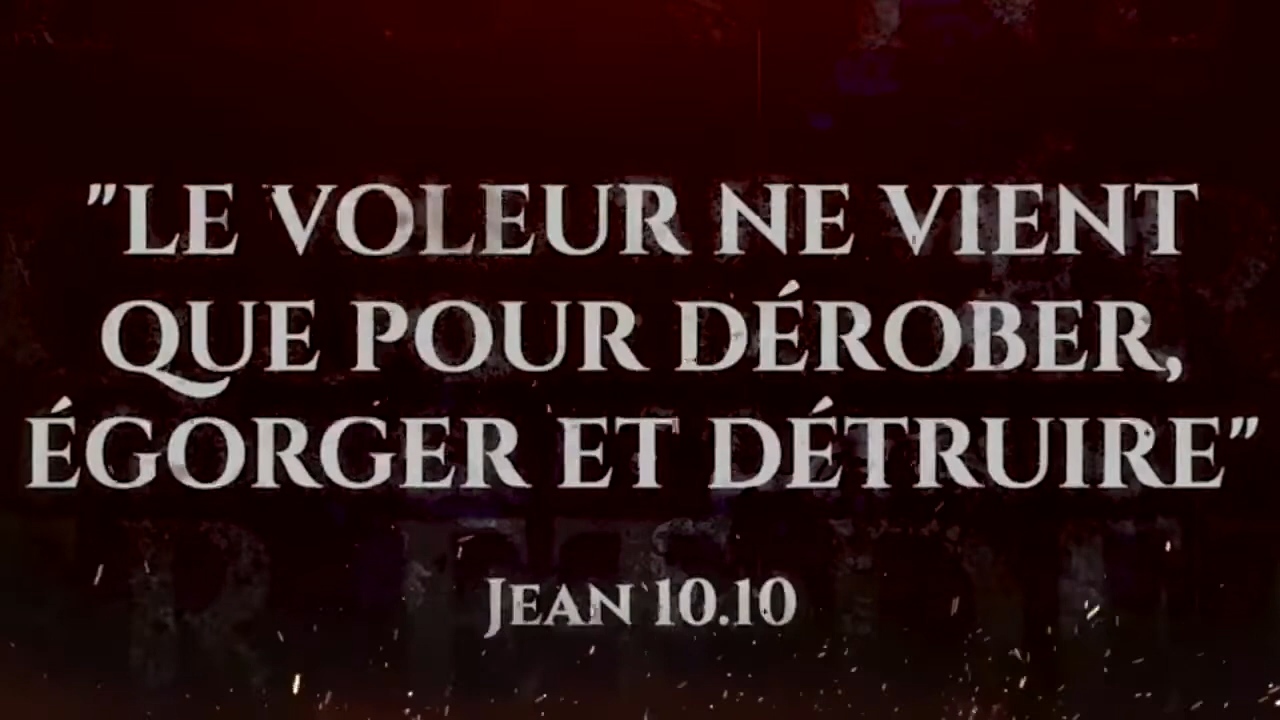 "LE VOLEUR NE VIENT
QUE POUR DÉROBER,
ÉGORGER ET DÉTRUIRE"
JEAN 10.10